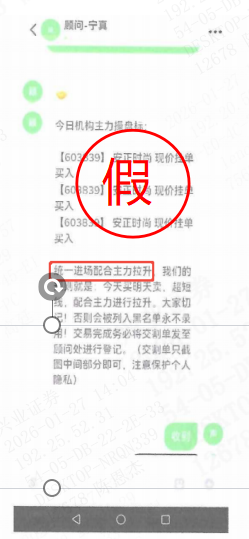 顾问-宁真
今日机构主力操盘标：
【603839】 安正时尚 现价挂单
买入
【603839】 安正时尚 现价挂单
买入
【603839】 安正时尚 现价挂单
买入
假
统一进场配合主力拉升，我们的
规则就是，今天买明天卖，超短
线，配合主力进行拉升，大家切
记！否则会被列入黑名单永不录
用！交易完成务必将交割单发至
顾问处进行登记。（交割单只截
图中间部分即可，注意保护个人
隐私）
收到